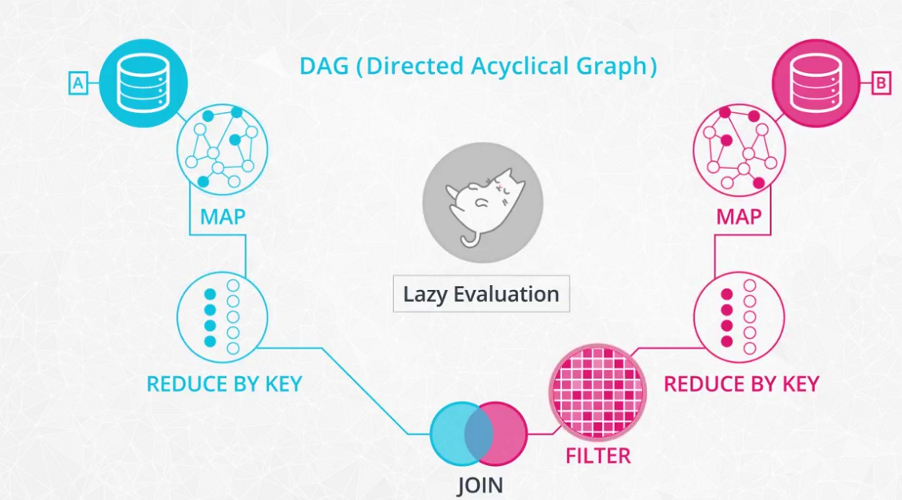 DAG (Directed Acyclical Graph)
A
B
MAP
MAP
Lazy Evaluation
REDUCE BY KEY
REDUCE BY KEY
FILTER
JOIN